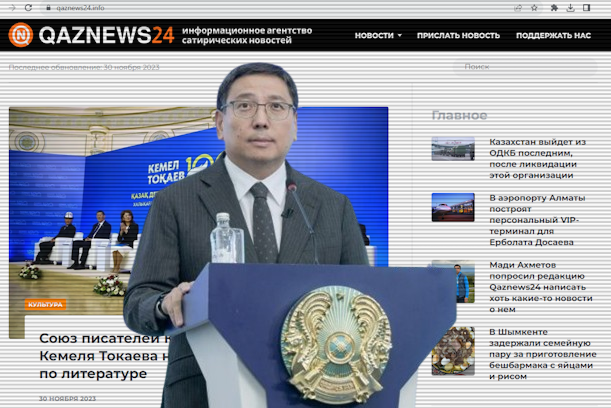 qaznews24.info
QAZNEWS24
информационное агентство
сатирических новостей
НОВОСТИ
ПРИСЛАТЬ НОВОСТЬ
ПОДДЕРЖАТЬ НАС
Последнее обновление: 30 ноября 2023
Поиск
КЕМЕЛ
ТОҚАЕВ
КУЛЬТУРА
Союз писателей
Кемеля Токаева
по литературе
30 НОЯБРЯ 2023
Главное
Казахстан выйдет из
ОДКБ последним,
после ликвидации
этой организации
В аэропорту Алматы
построят
персональный VIP-
терминал для
Ерболата Досаева
Мади Ахметов
попросил редакцию
Qaznews24 написать
хоть какие-то новости
о нем
В Шымкенте
задержали семейную
пару за приготовление
бешбармака с яйцами
и рисом